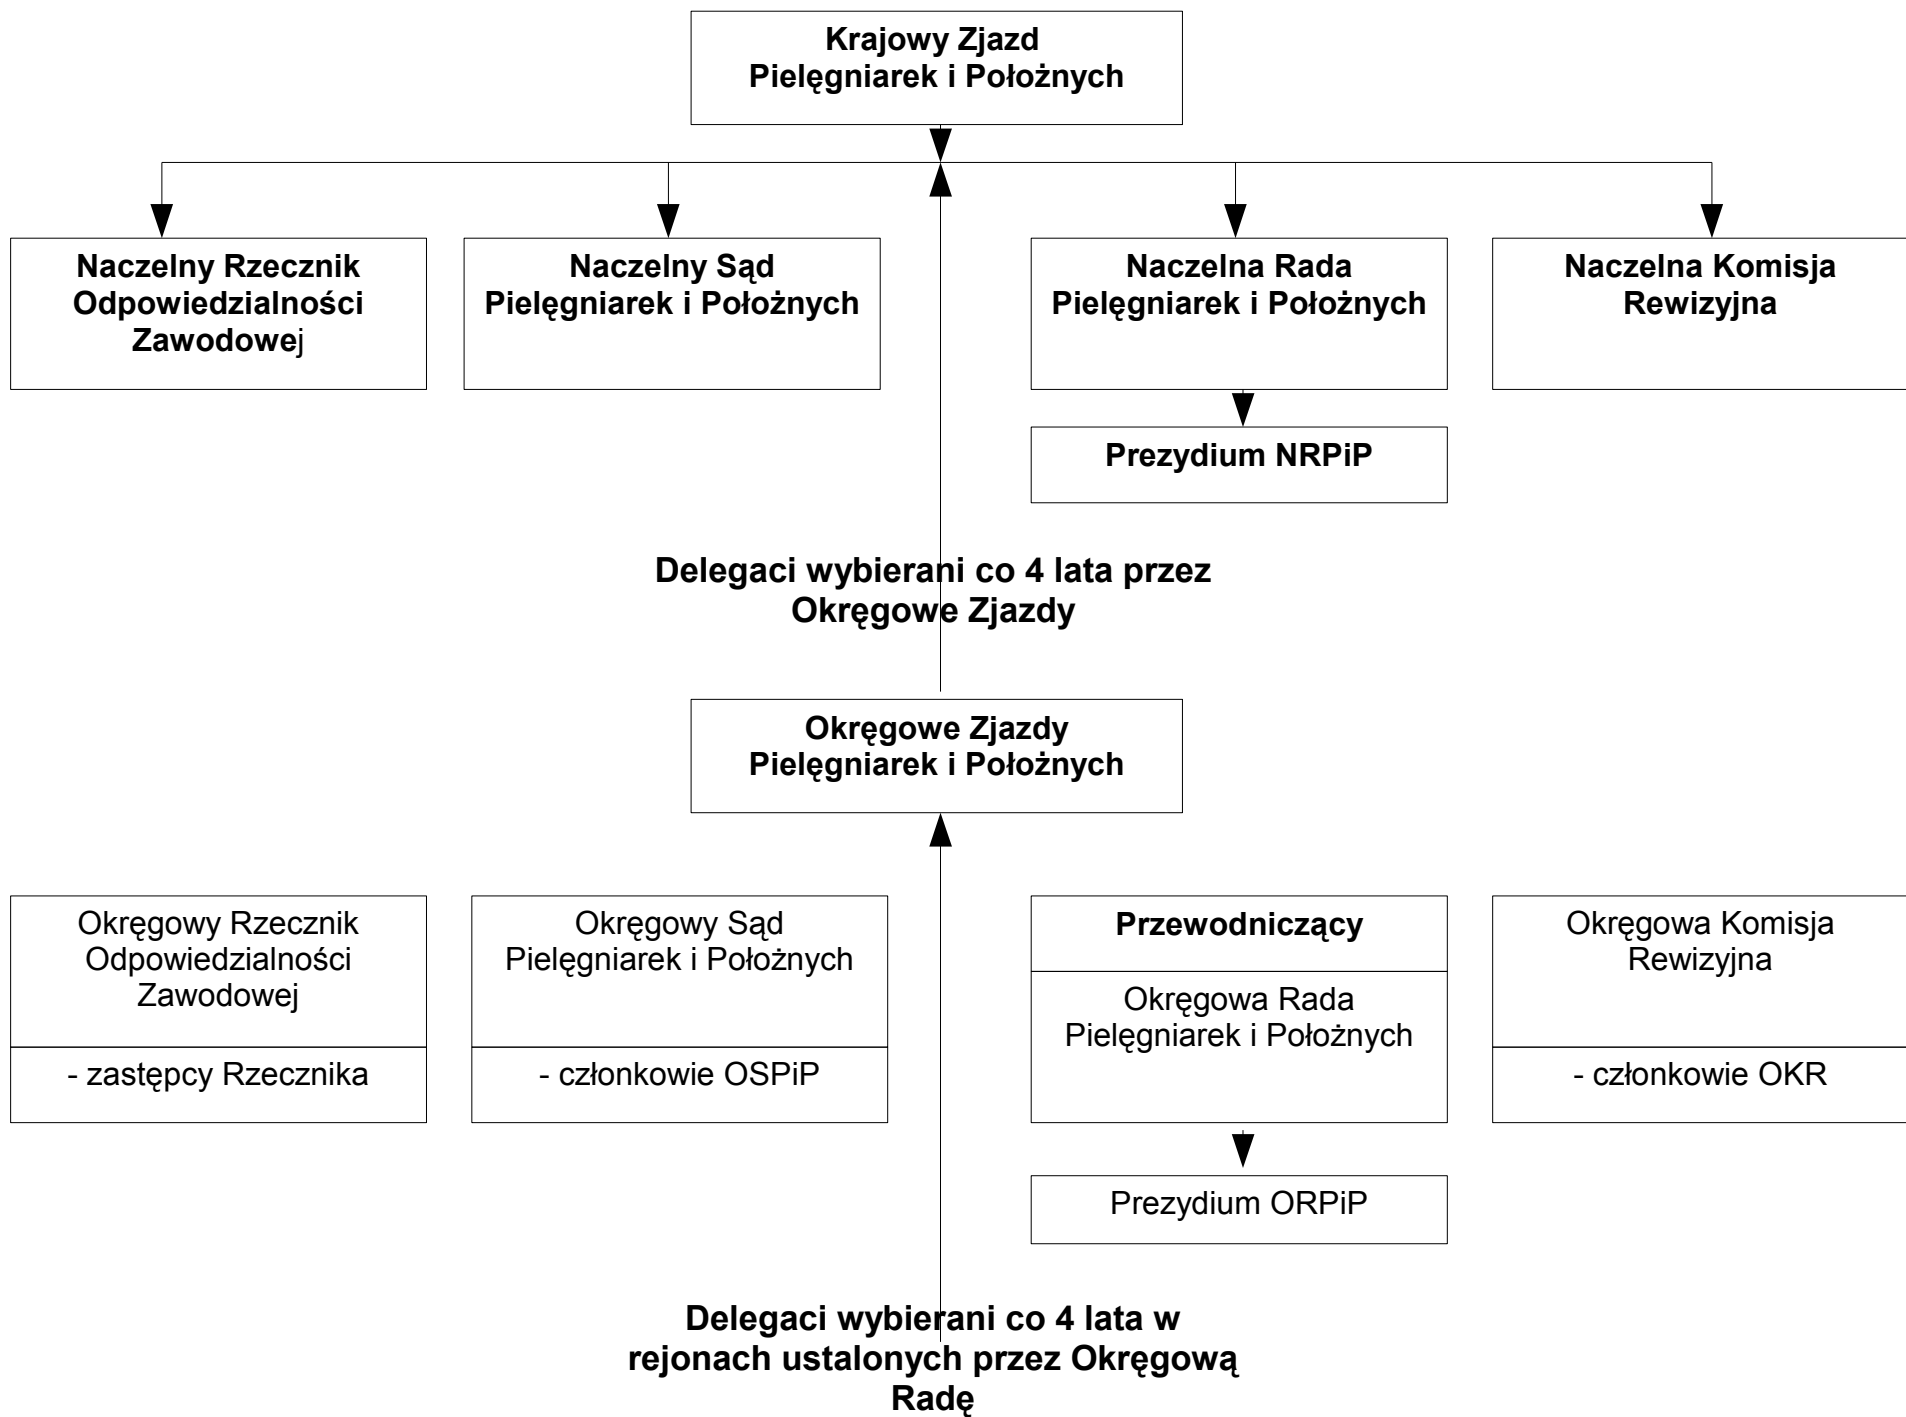 Krajowy Zjazd
Pielęgniarek i Położnych
Naczelny Rzecznik
Odpowiedzialności
Zawodowej
Naczelny Sąd
Pielęgniarek i Położnych
Naczelna Rada
Pielęgniarek i Położnych
Naczelna Komisja
Rewizyjna
Prezydium NRPiP
Delegaci wybierani co 4 lata przez
Okręgowe Zjazdy
Okręgowe Zjazdy
Pielęgniarek i Położnych
Okręgowy Rzecznik
Odpowiedzialności
Zawodowej
- zastępcy Rzecznika
Okręgowy Sąd
Pielęgniarek i Położnych
- członkowie OSPiP
Przewodniczący
Okręgowa Rada
Pielęgniarek i Położnych
Okręgowa Komisja
Rewizyjna
- członkowie OKR
Prezydium ORPiP
Delegaci wybierani co 4 lata w
rejonach ustalonych przez Okręgową
Radę